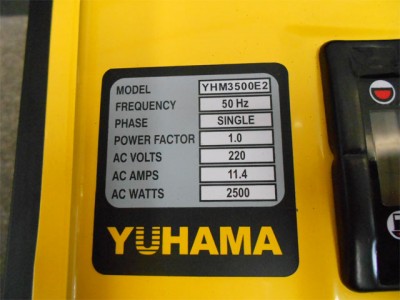 MODEL YHM3500E2
FREQUENCY 50 Hz
PHASE SINGLE
POWER FACTOR 1.0
AC VOLTS 220
AC AMPS 11.4
AC WATTS 2500
YUHAMA